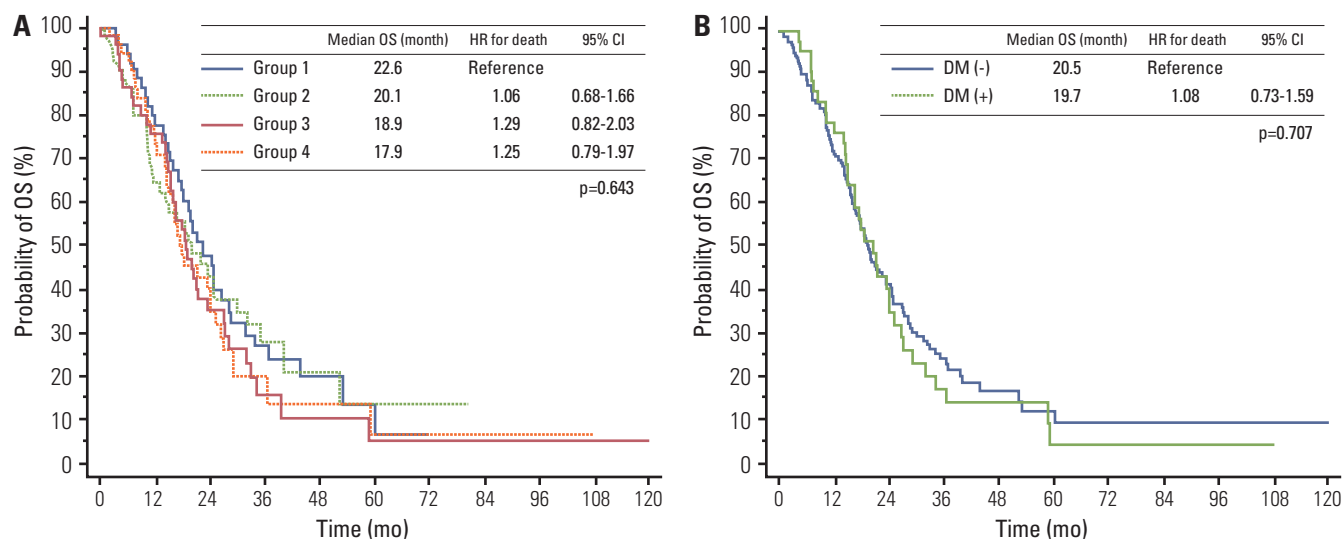 A
Median OS (month) HR for death 95% CI
Group 1 22.6 Reference
Group 2 20.1 1.06 0.68-1.66
Group 3 18.9 1.29 0.82-2.03
Group 4 17.9 1.25 0.79-1.97
p=0.643
Probability of OS (%)
100
90
80
70
60
50
40
30
20
10
0
0 12 24 36 48 60 72 84 96 108 120
Time (mo)
B
Median OS (month) HR for death 95% CI
DM (-) 20.5 Reference
DM (+) 19.7 1.08 0.73-1.59
p=0.707
Probability of OS (%)
100
90
80
70
60
50
40
30
20
10
0
0 12 24 36 48 60 72 84 96 108 120
Time (mo)